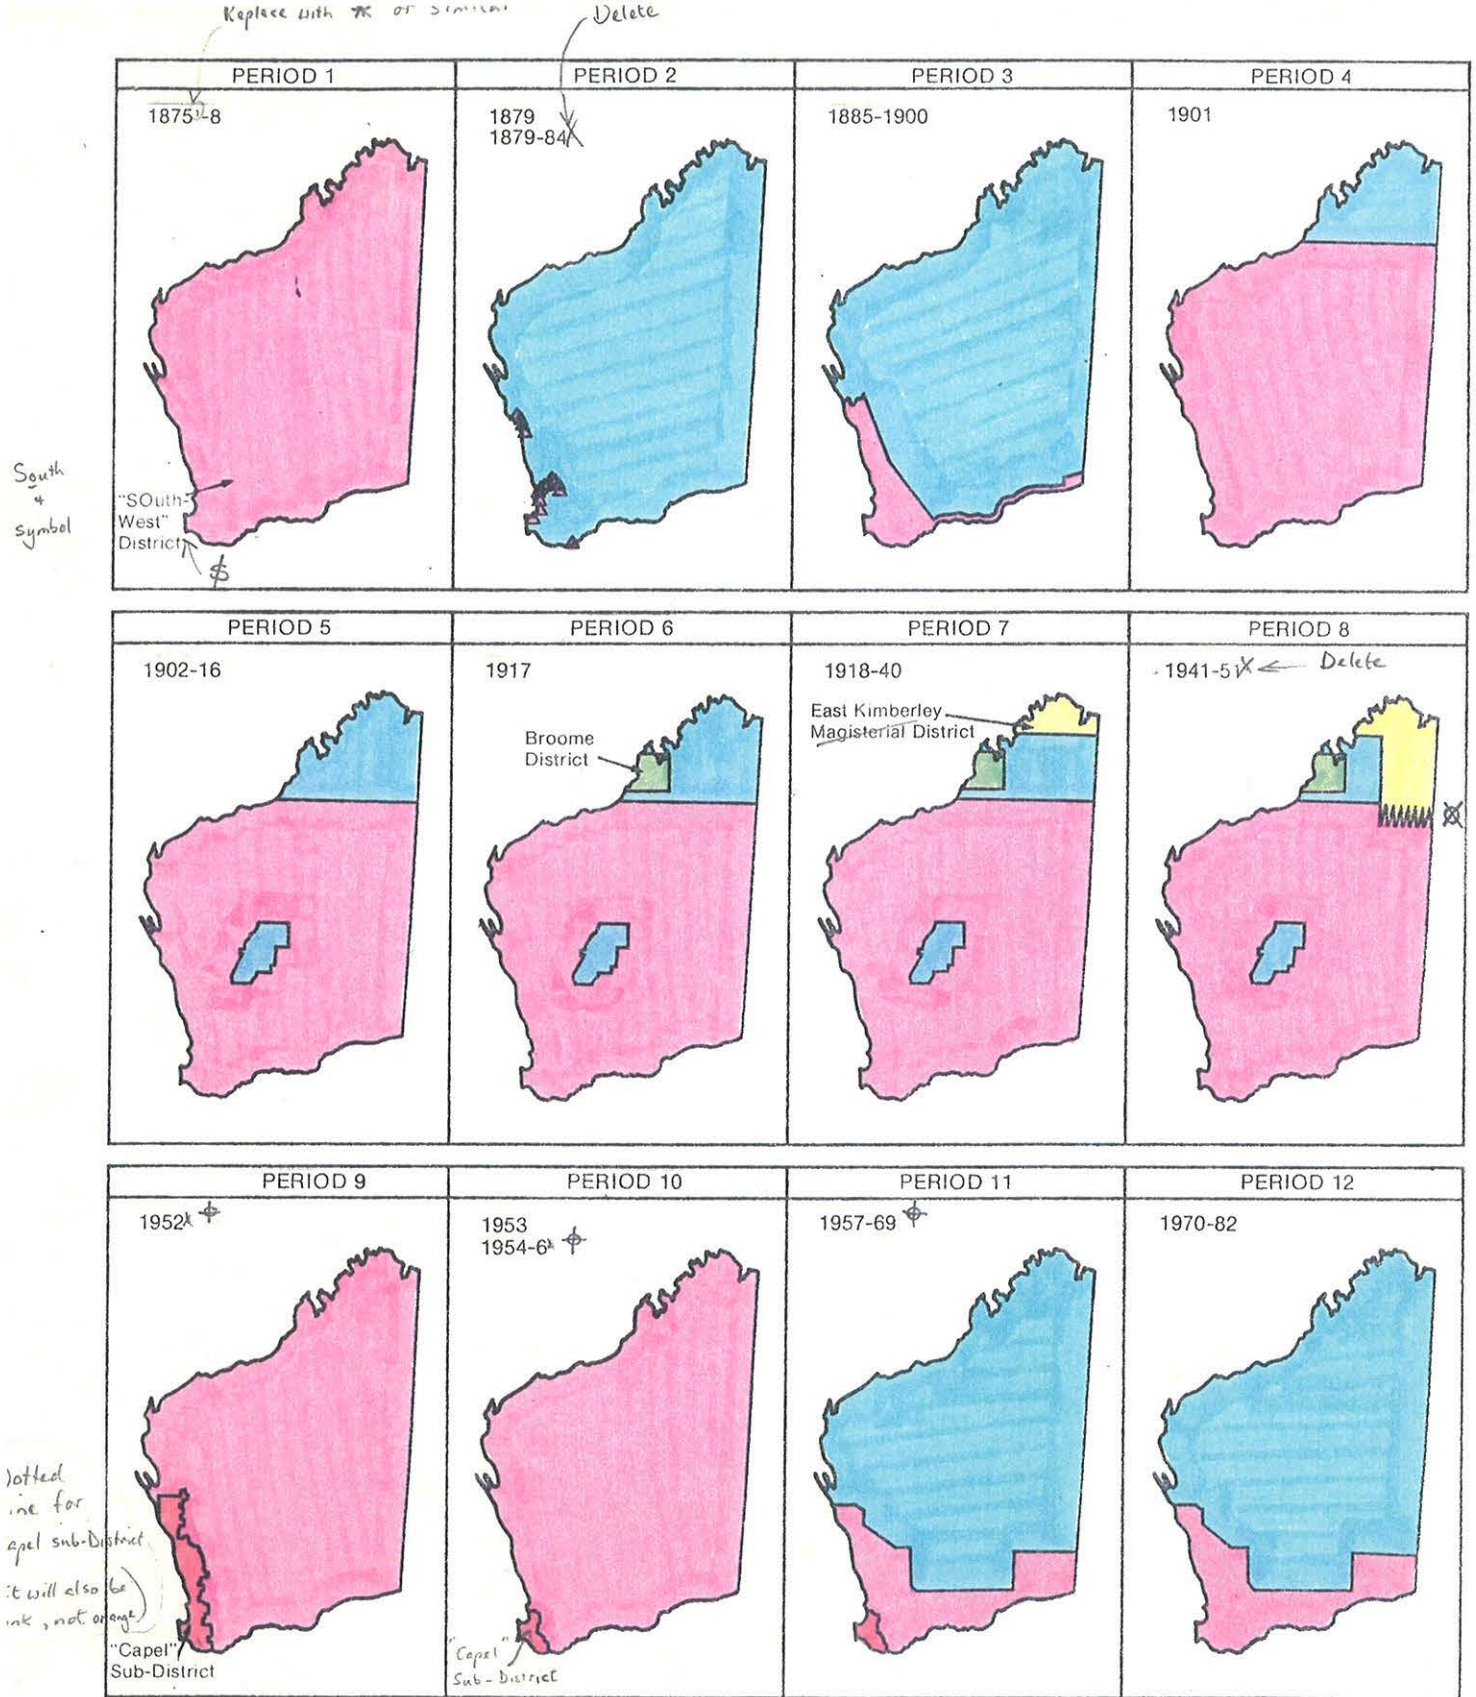 Replace with * or similar
Delete
PERIOD 1
PERIOD 2
PERIOD 3
PERIOD 4
1875¹-8
1879
1879-84
1885-1900
1901
South
+
symbol
"SOuth-
West"
District
$
PERIOD 5
PERIOD 6
PERIOD 7
PERIOD 8
1902-16
1917
1918-40
1941-51
Delete
Broome
District
East Kimberley
Magisterial District
PERIOD 9
PERIOD 10
PERIOD 11
PERIOD 12
1952
1953
1954-6
1957-69
1970-82
for
sub-District
it will also be
not orange)
"Capel"
Sub-District
"Capel"
Sub-District